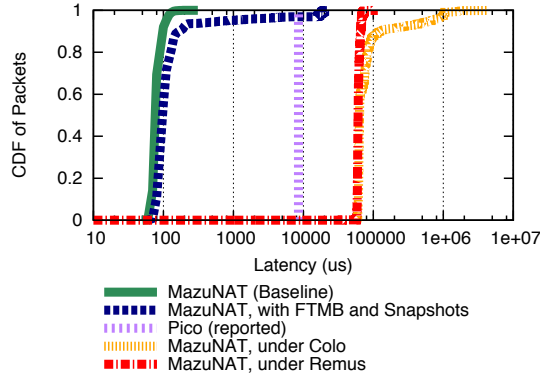 1
0.8
0.6
0.4
0.2
0
CDF of Packets
10 100 1000 10000 100000 1e+06 1e+07
Latency (us)
MazuNAT (Baseline)
MazuNAT, with FTMB and Snapshots
Pico (reported)
MazuNAT, under Colo
MazuNAT, under Remus